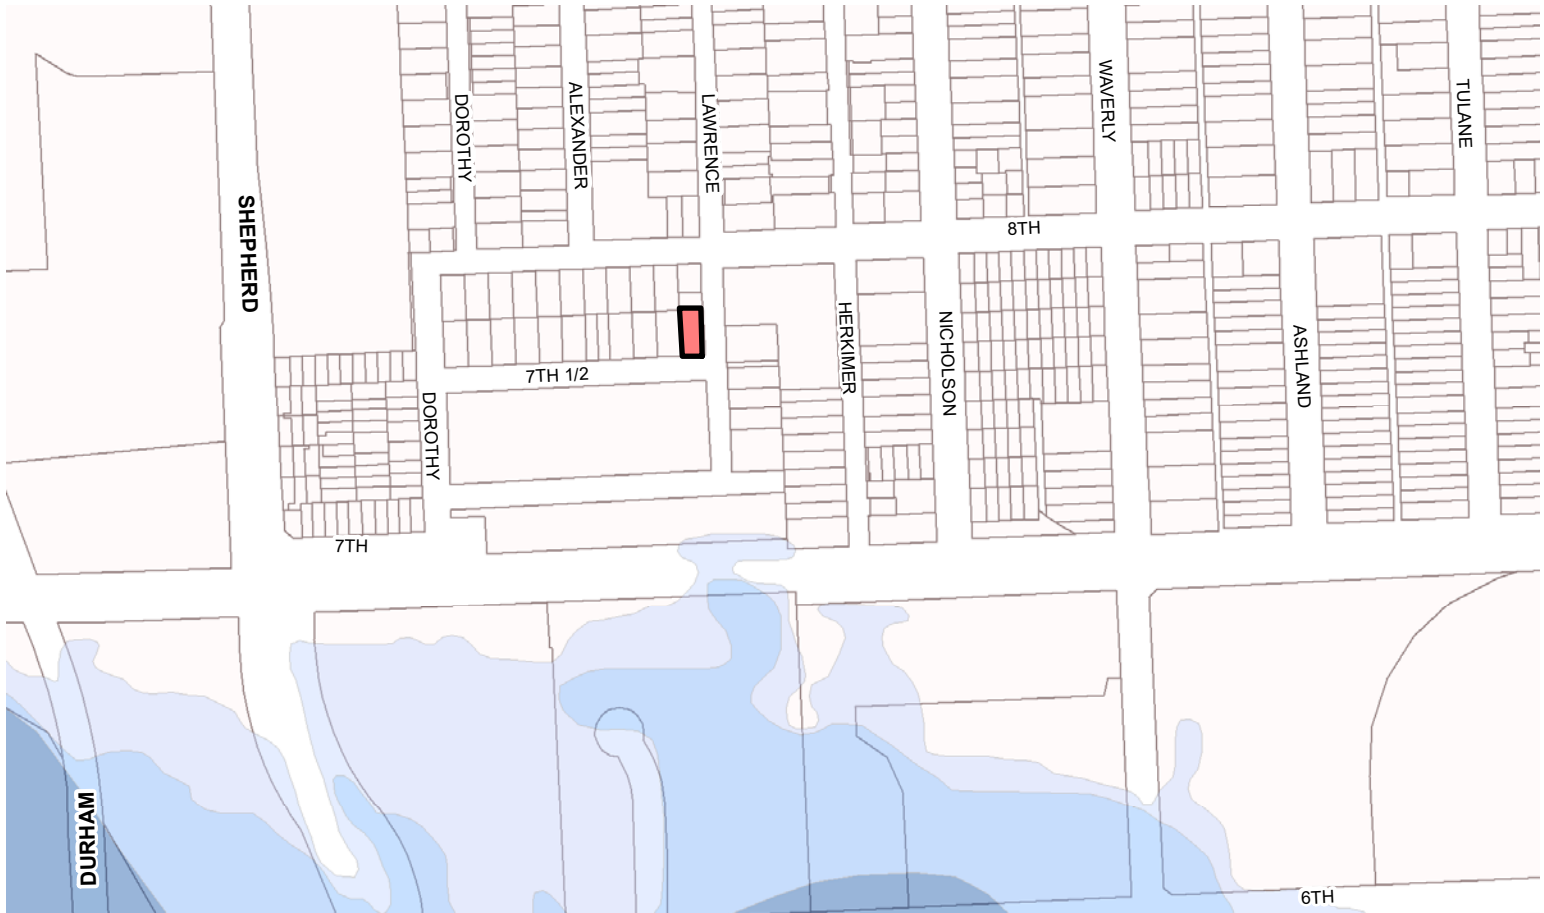 WAVERLY
TULANE
DOROTHY
ALEXANDER
LAWRENCE
SHEPHERD
8TH
HERKIMER
NICHOLSON
ASHLAND
7TH 1/2
DOROTHY
7TH
DURHAM
6TH